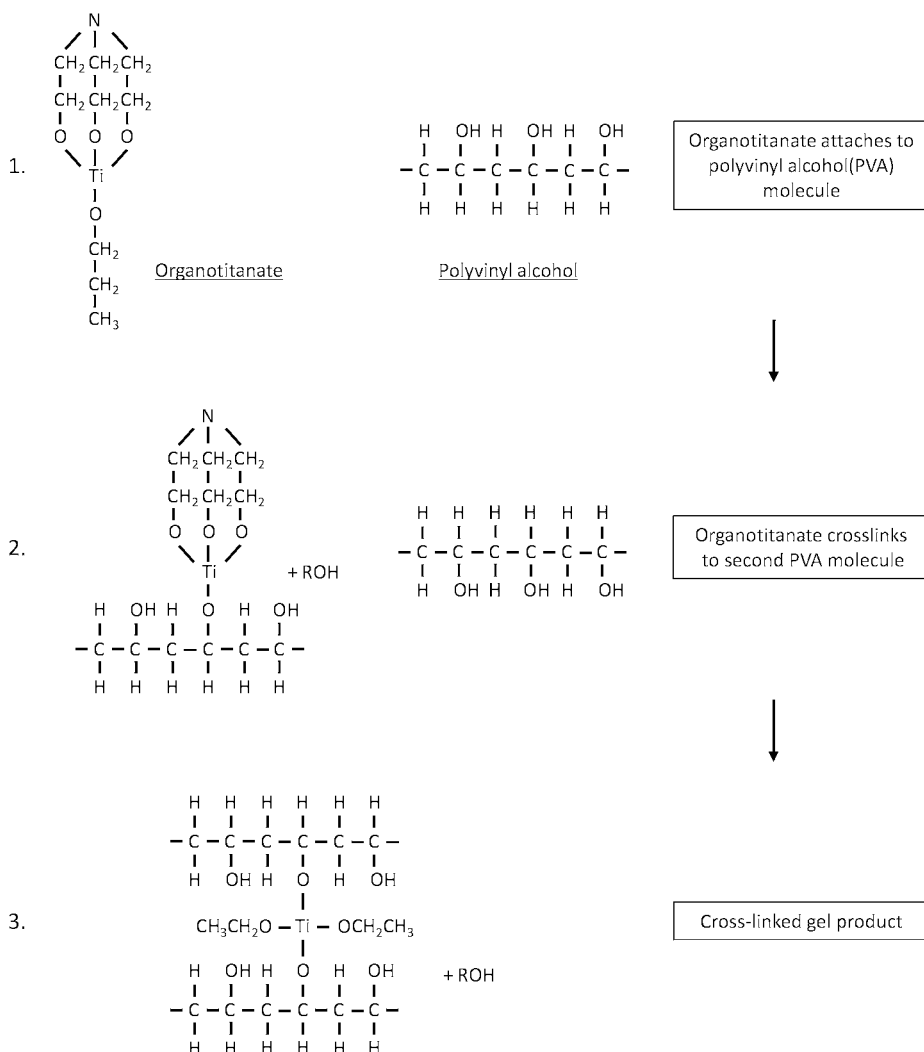 N
CH2 CH2 CH2
CH2 CH2 CH2
O O O
Ti
O
CH2
CH2
CH3
1.
Organotitanate
H OH H OH H OH
– C – C – C – C – C – C –
H H H H H H
Polyvinyl alcohol
Organotitanate attaches to
polyvinyl alcohol(PVA)
molecule
N
CH2 CH2 CH2
CH2 CH2 CH2
O O O
Ti
2.
+ ROH
H OH H O H OH
– C – C – C – C – C – C –
H H H H H H
H H H H H H
– C – C – C – C – C – C –
H OH H OH H OH
Organotitanate crosslinks
to second PVA molecule
H H H H H H
– C – C – C – C – C – C –
H OH H O H OH
3.
CH3CH2O – Ti – OCH2CH3
H OH H O H OH
+ ROH
– C – C – C – C – C – C –
H H H H H H
Cross-linked gel product